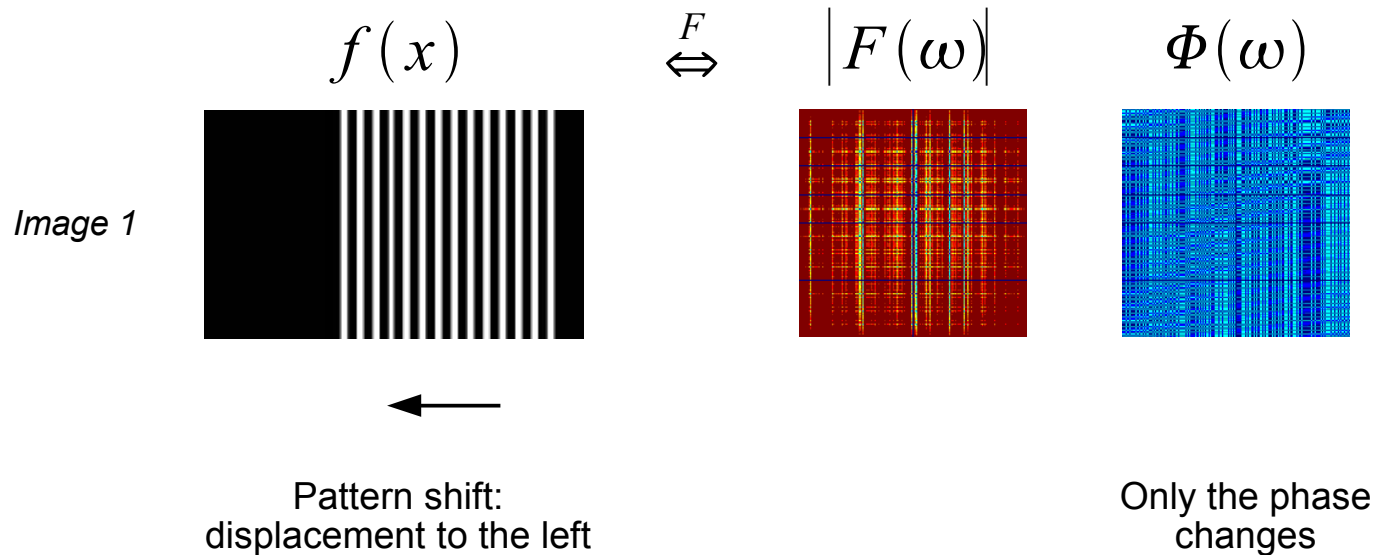 f(x) F ⇔ |F(ω)| Φ(ω)
Image 1
Pattern shift:
displacement to the left
Only the phase
changes